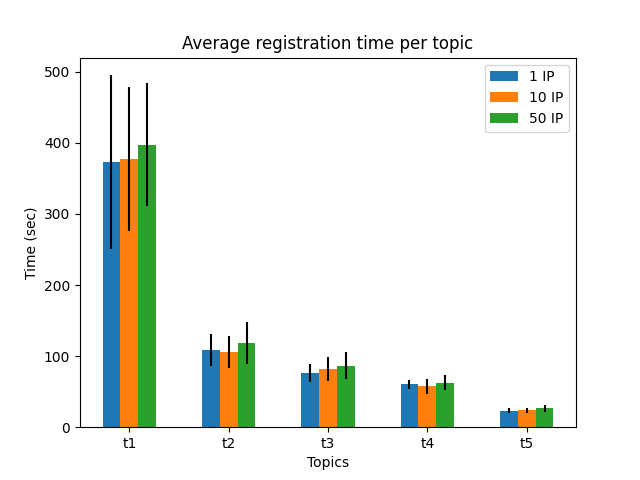 Average registration time per topic
500
400
300
200
100
0
Time (sec)
1 IP
10 IP
50 IP
t1
t2
t3
t4
t5
Topics